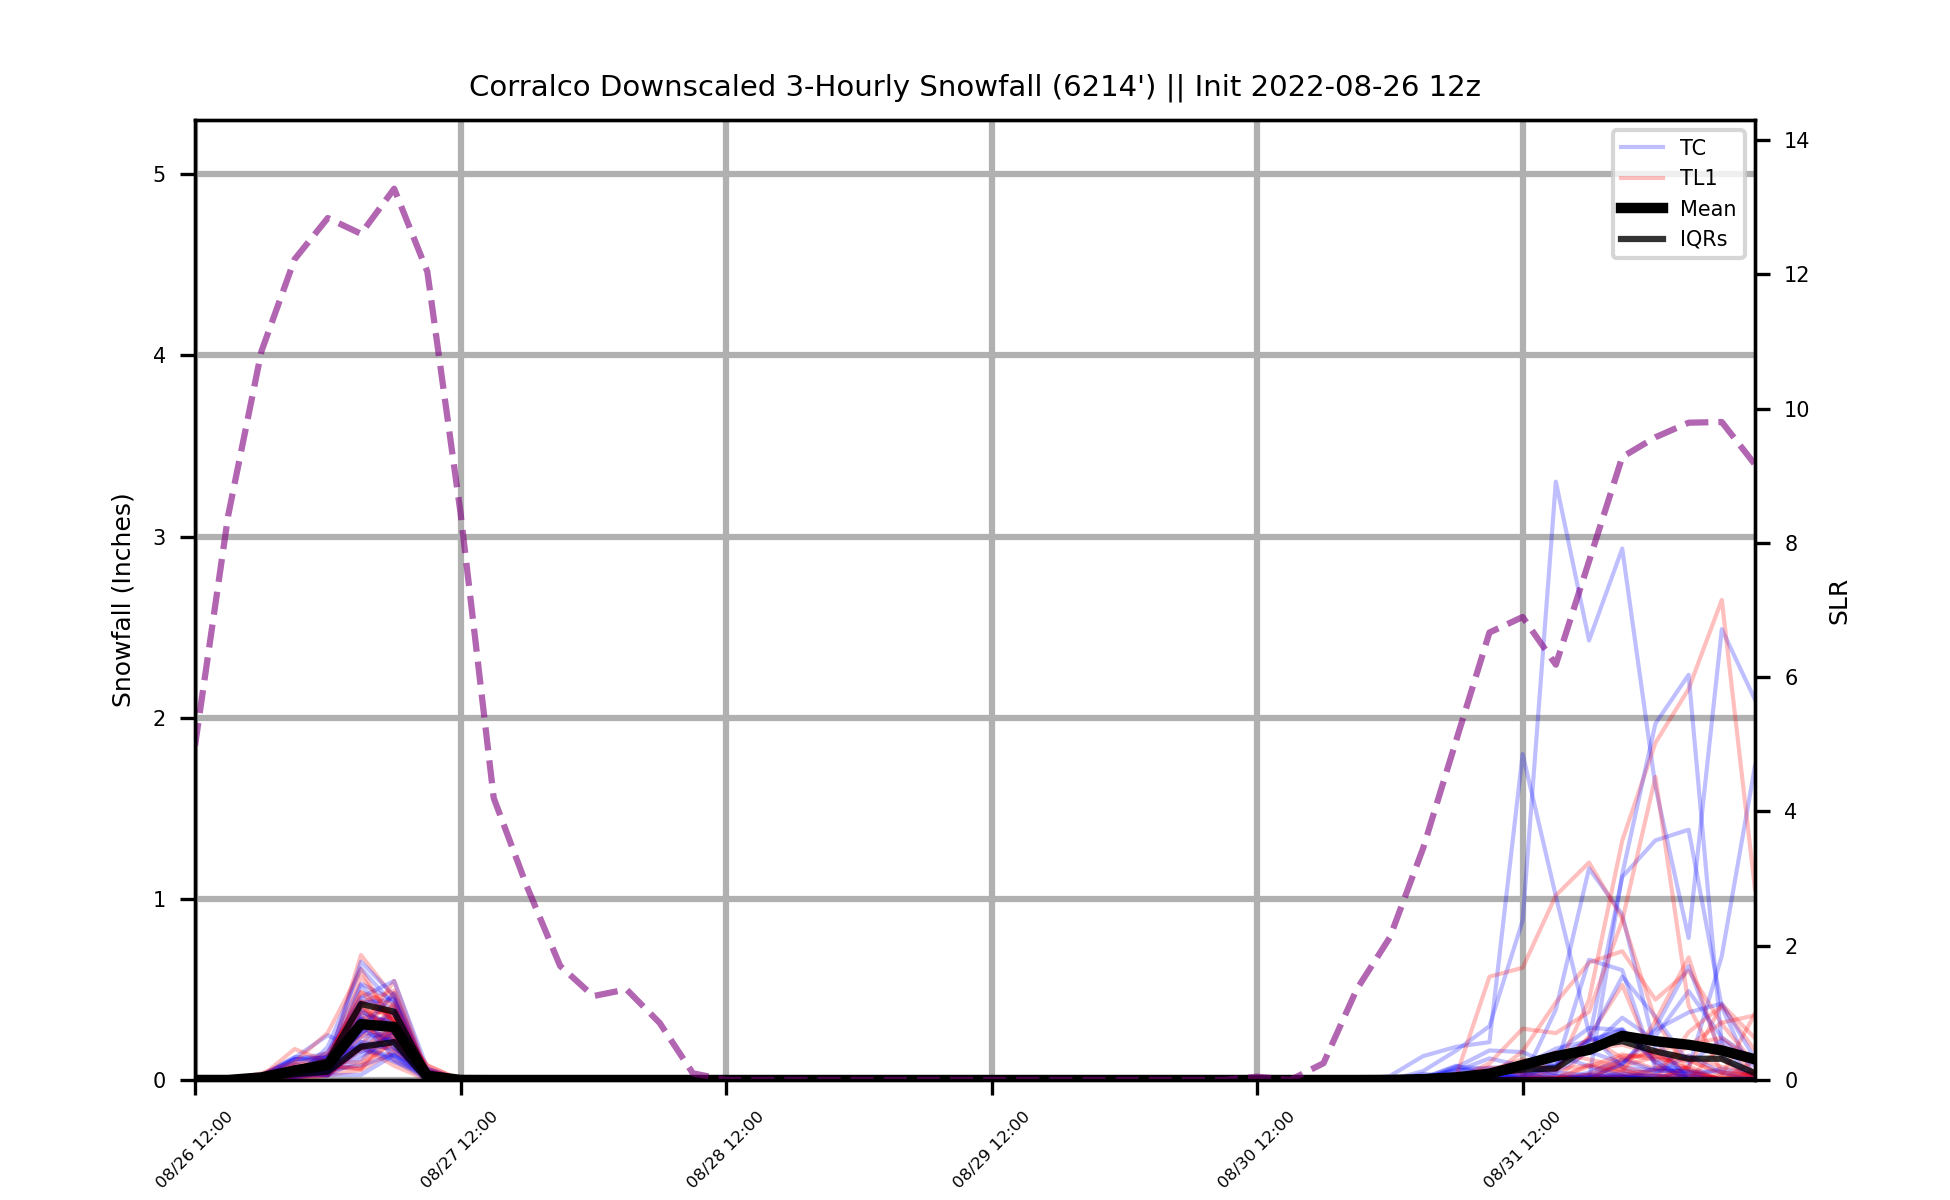 Corralco Downscaled 3-Hourly Snowfall (6214') || Init 2022-08-26 12z
TC
TL1
Mean
IQRs
Snowfall (Inches)
5
4
3
2
1
0
14
12
10
8
6
4
2
0
SLR
08/26 12:00
08/27 12:00
08/28 12:00
08/29 12:00
08/30 12:00
08/31 12:00